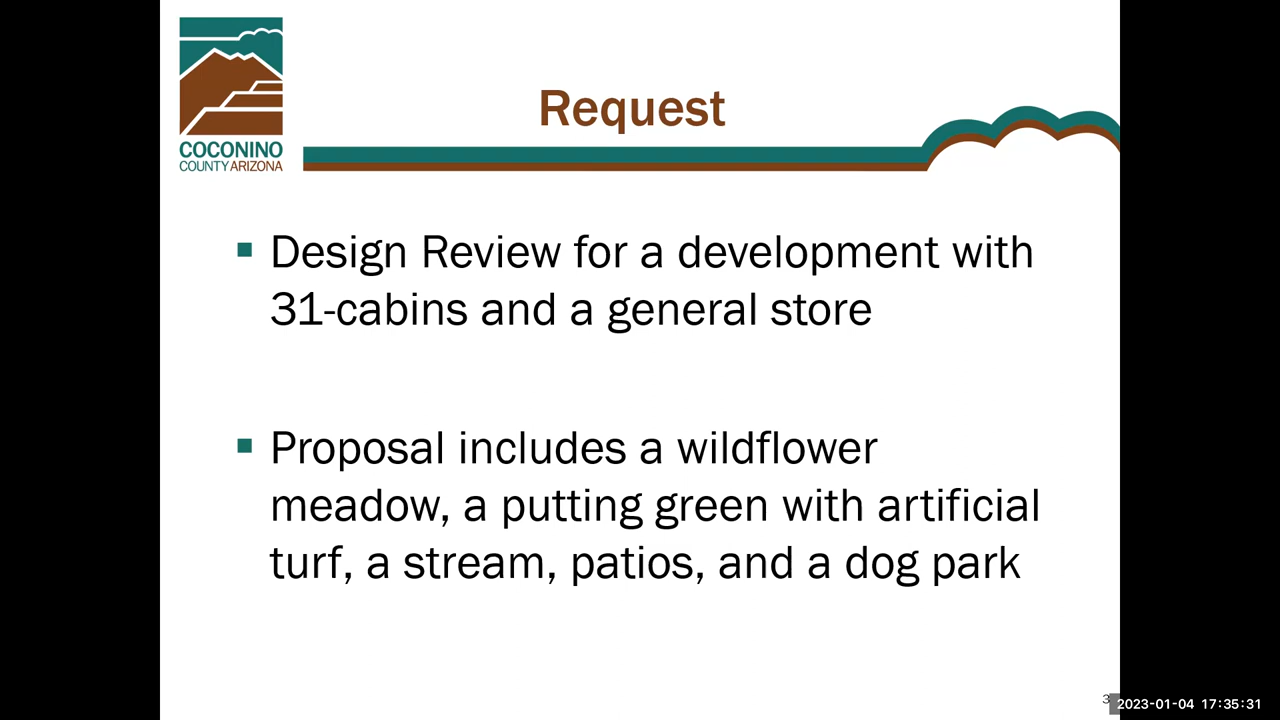 COCONINO
COUNTY ARIZONA
Request
Design Review for a development with
31-cabins and a general store
Proposal includes a wildflower
meadow, a putting green with artificial
turf, a stream, patios, and a dog park
3
2023-01-04 17:35:31